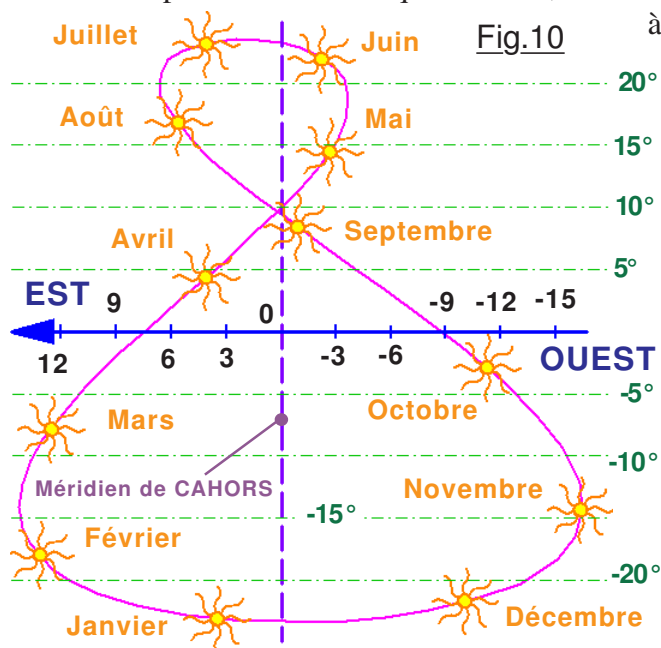 à
Juillet
Juin
Fig.10
20°
Août
Mai
15°
10°
Avril
Septembre
5°
EST
9
0
-9
-12
-15
12
6
3
-3
-6
OUEST
Mars
Octobre
-5°
Méridien de CAHORS
Novembre
-10°
-15°
Février
-20°
Janvier
Décembre